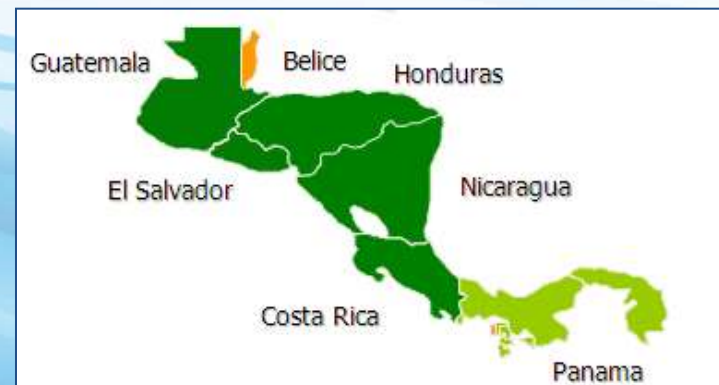 Guatemala
Belice
Honduras
El Salvador
Nicaragua
Costa Rica
Panama